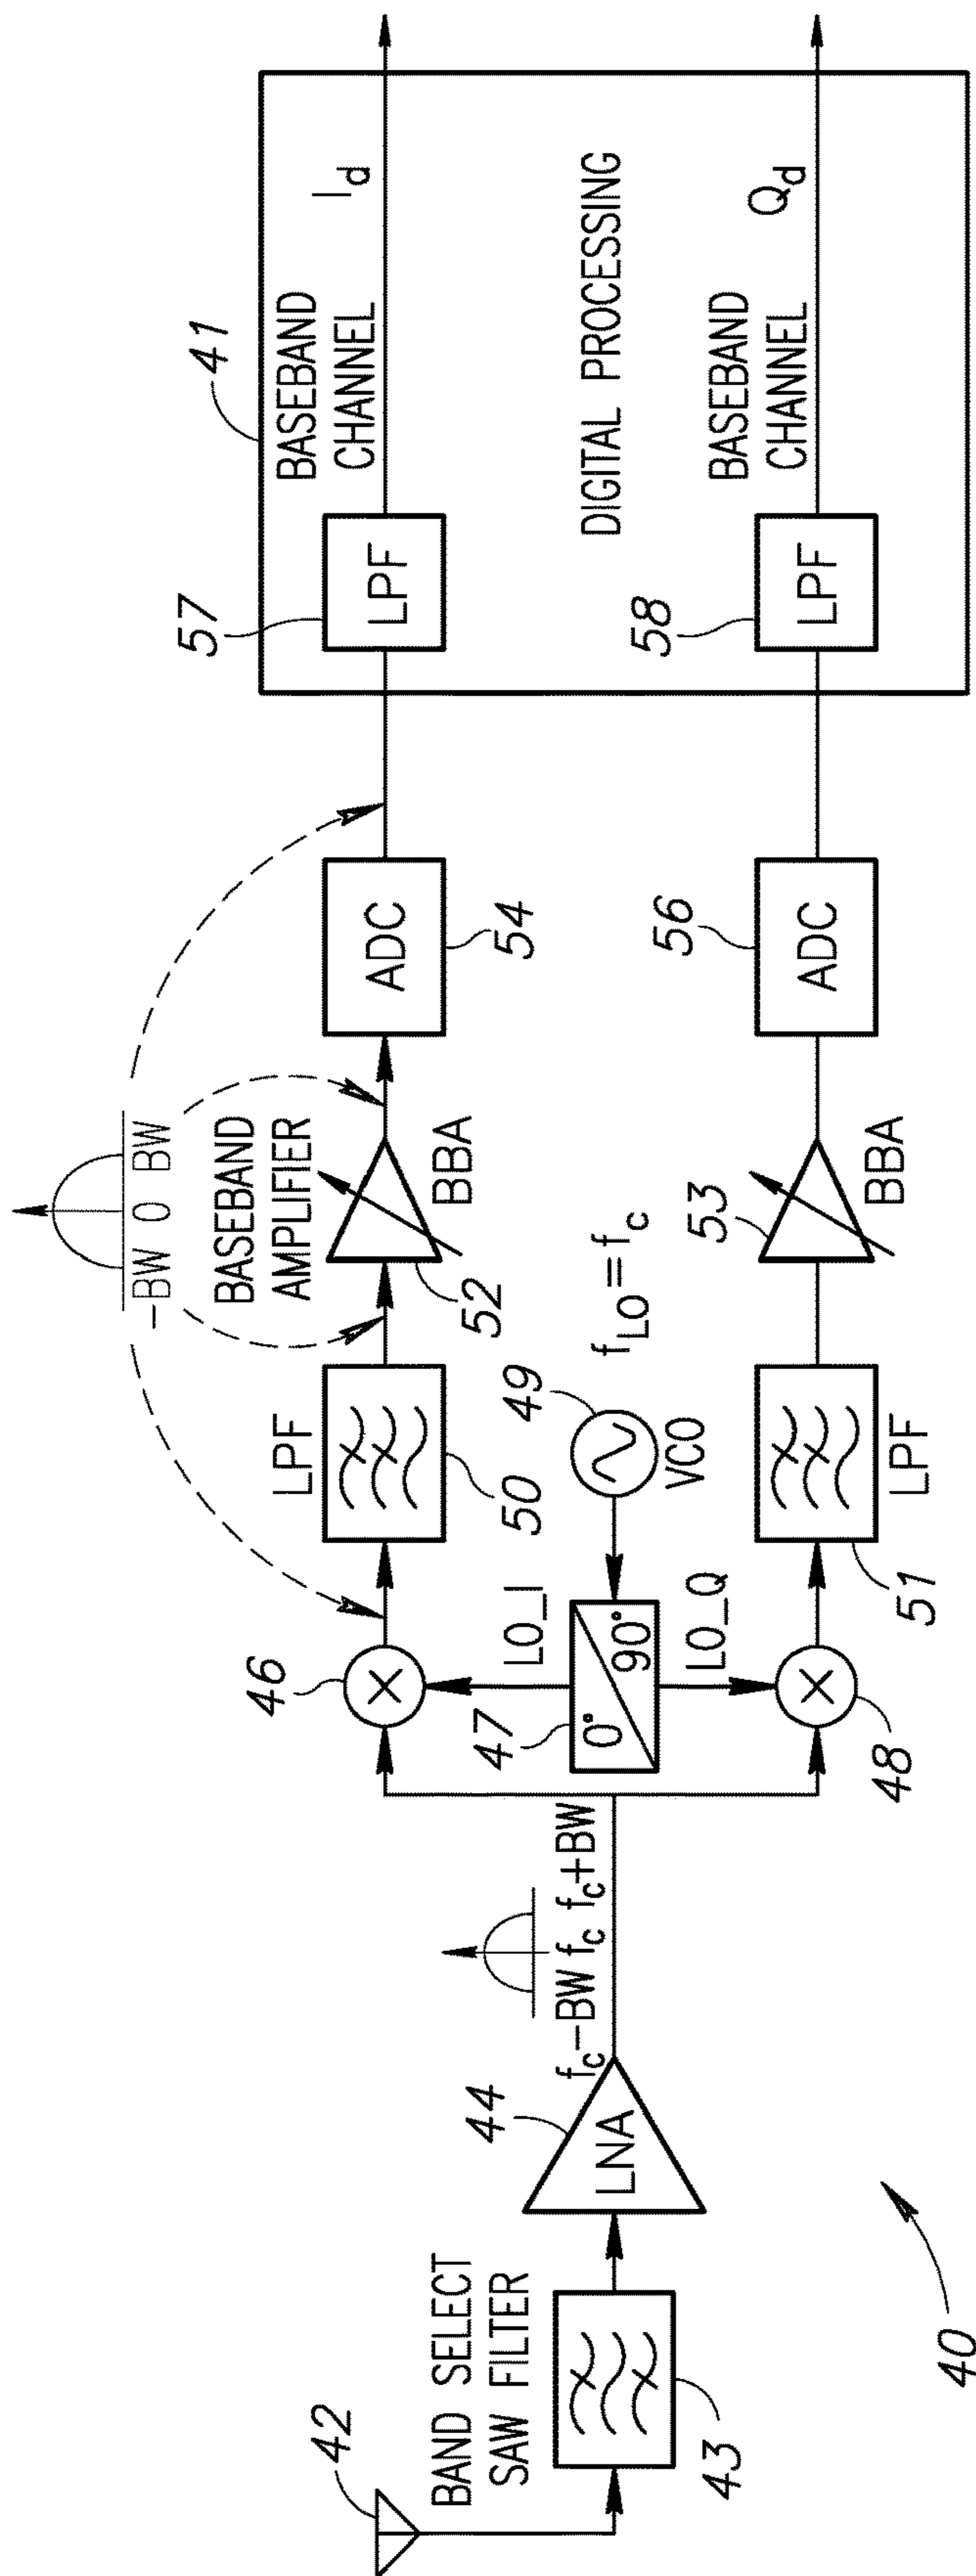 42
BAND SELECT
SAW FILTER
43
44
LNA
f_c–BW f_c f_c+BW
46
47
0°
90°
LO_I
LO_Q
48
49
VCO
f_LO=f_c
LPF
50
51
LPF
–BW 0 BW
BASEBAND
AMPLIFIER
52
BBA
53
BBA
ADC
54
56
ADC
41
57
LPF
BASEBAND
CHANNEL
I_d
DIGITAL PROCESSING
58
LPF
BASEBAND
CHANNEL
Q_d
40